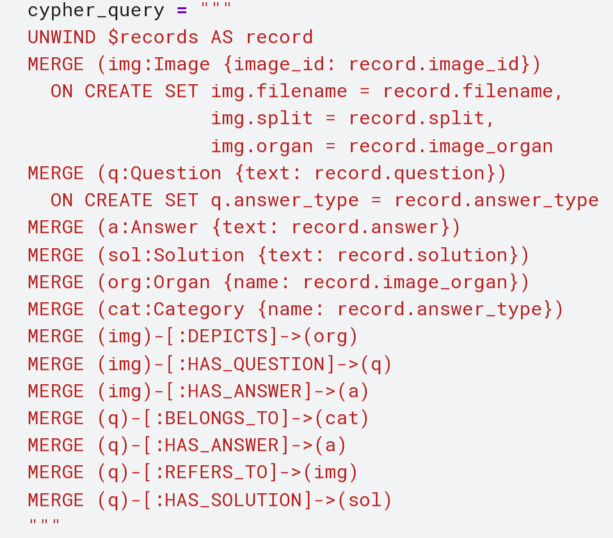 cypher_query = """
UNWIND $records AS record
MERGE (img:Image {image_id: record.image_id})
  ON CREATE SET img.filename = record.filename,
                img.split = record.split,
                img.organ = record.image_organ
MERGE (q:Question {text: record.question})
  ON CREATE SET q.answer_type = record.answer_type
MERGE (a:Answer {text: record.answer})
MERGE (sol:Solution {text: record.solution})
MERGE (org:Organ {name: record.image_organ})
MERGE (cat:Category {name: record.answer_type})
MERGE (img)-[:DEPICTS]->(org)
MERGE (img)-[:HAS_QUESTION]->(q)
MERGE (img)-[:HAS_ANSWER]->(a)
MERGE (q)-[:BELONGS_TO]->(cat)
MERGE (q)-[:HAS_ANSWER]->(a)
MERGE (q)-[:REFERS_TO]->(img)
MERGE (q)-[:HAS_SOLUTION]->(sol)
"""